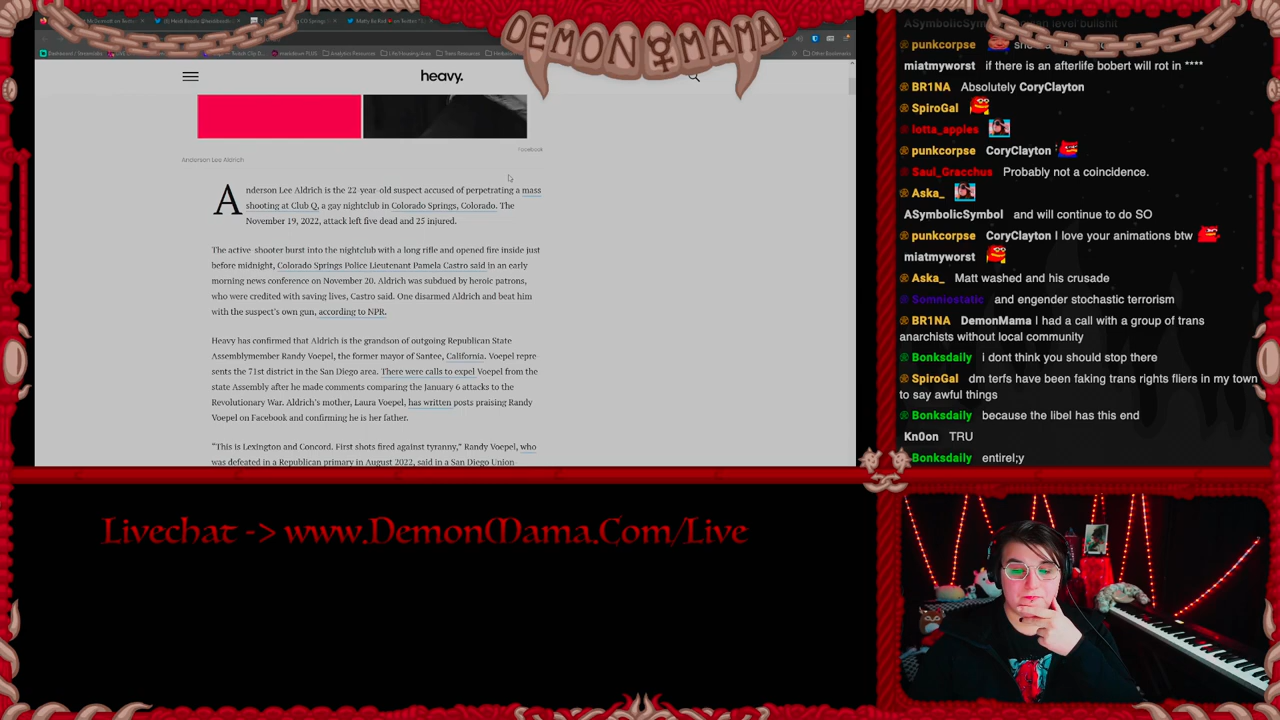 DEMON MAMA
Other Bookmarks
heavy.
Facebook
Anderson Lee Aldrich
Anderson Lee Aldrich is the 22-year-old suspect accused of perpetrating a mass
shooting at Club Q, a gay nightclub in Colorado Springs, Colorado. The
November 19, 2022, attack left five dead and 25 injured.
The active-shooter burst into the nightclub with a long rifle and opened fire inside just
before midnight, Colorado Springs Police Lieutenant Pamela Castro said in an early
morning news conference on November 20. Aldrich was subdued by heroic patrons,
who were credited with saving lives, Castro said. One disarmed Aldrich and beat him
with the suspect's own gun, according to NPR.
Heavy has confirmed that Aldrich is the grandson of outgoing Republican State
Assemblymember Randy Voepel, the former mayor of Santee, California. Voepel repre
sents the 71st district in the San Diego area. There were calls to expel Voepel from the
state Assembly after he made comments comparing the January 6 attacks to the
Revolutionary War. Aldrich's mother, Laura Voepel, has written posts praising Randy
Voepel on Facebook and confirming he is her father.
"This is Lexington and Concord. First shots fired against tyranny," Randy Voepel, who
was defeated in a Republican primary in August 2022, said in a San Diego Union
Livechat -> www.DemonMama.Com/Live
level bullshit
punkcorpse
miatmyworst if there is an afterlife bobert will rot in ****
BR1NA Absolutely CoryClayton
SpiroGal
lotta_apples
punkcorpse CoryClayton
Saul_Gracchus Probably not a coincidence.
Aska_
ASymbolicSymbol and will continue to do SO
punkcorpse CoryClayton I love your animations btw
miatmyworst
Aska_ Matt washed and his crusade
Somniestatic and engender stochastic terrorism
BR1NA DemonMama I had a call with a group of trans
anarchists without local community
Bonksdaily i dont think you should stop there
SpiroGal dm terfs have been faking trans rights fliers in my town
to say awful things
Bonksdaily because the libel has this end
Kn0on TRU
Bonksdaily entirel;y